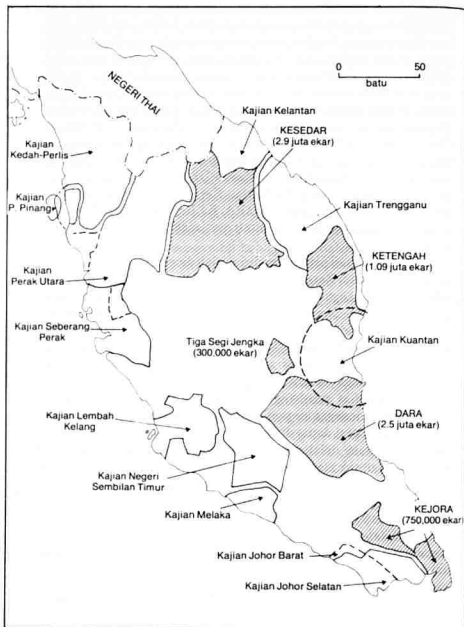 0
50
batu
NEGERI THAI
Kajian Kelantan
KESEDAR
(2.9 juta ekar)
Kajian
Kedah-Perlis
Kajian
P. Pinang
Kajian Trengganu
KETENGAH
(1.09 juta ekar)
Kajian
Perak Utara
Kajian Seberang
Perak
Tiga Segi Jengka
(300,000 ekar)
Kajian Kuantan
Kajian Lembah
Kelang
DARA
(2.5 juta ekar)
Kajian Negeri
Sembilan Timur
Kajian Melaka
KEJORA
(750,000 ekar)
Kajian Johor Barat
Kajian Johor Selatan